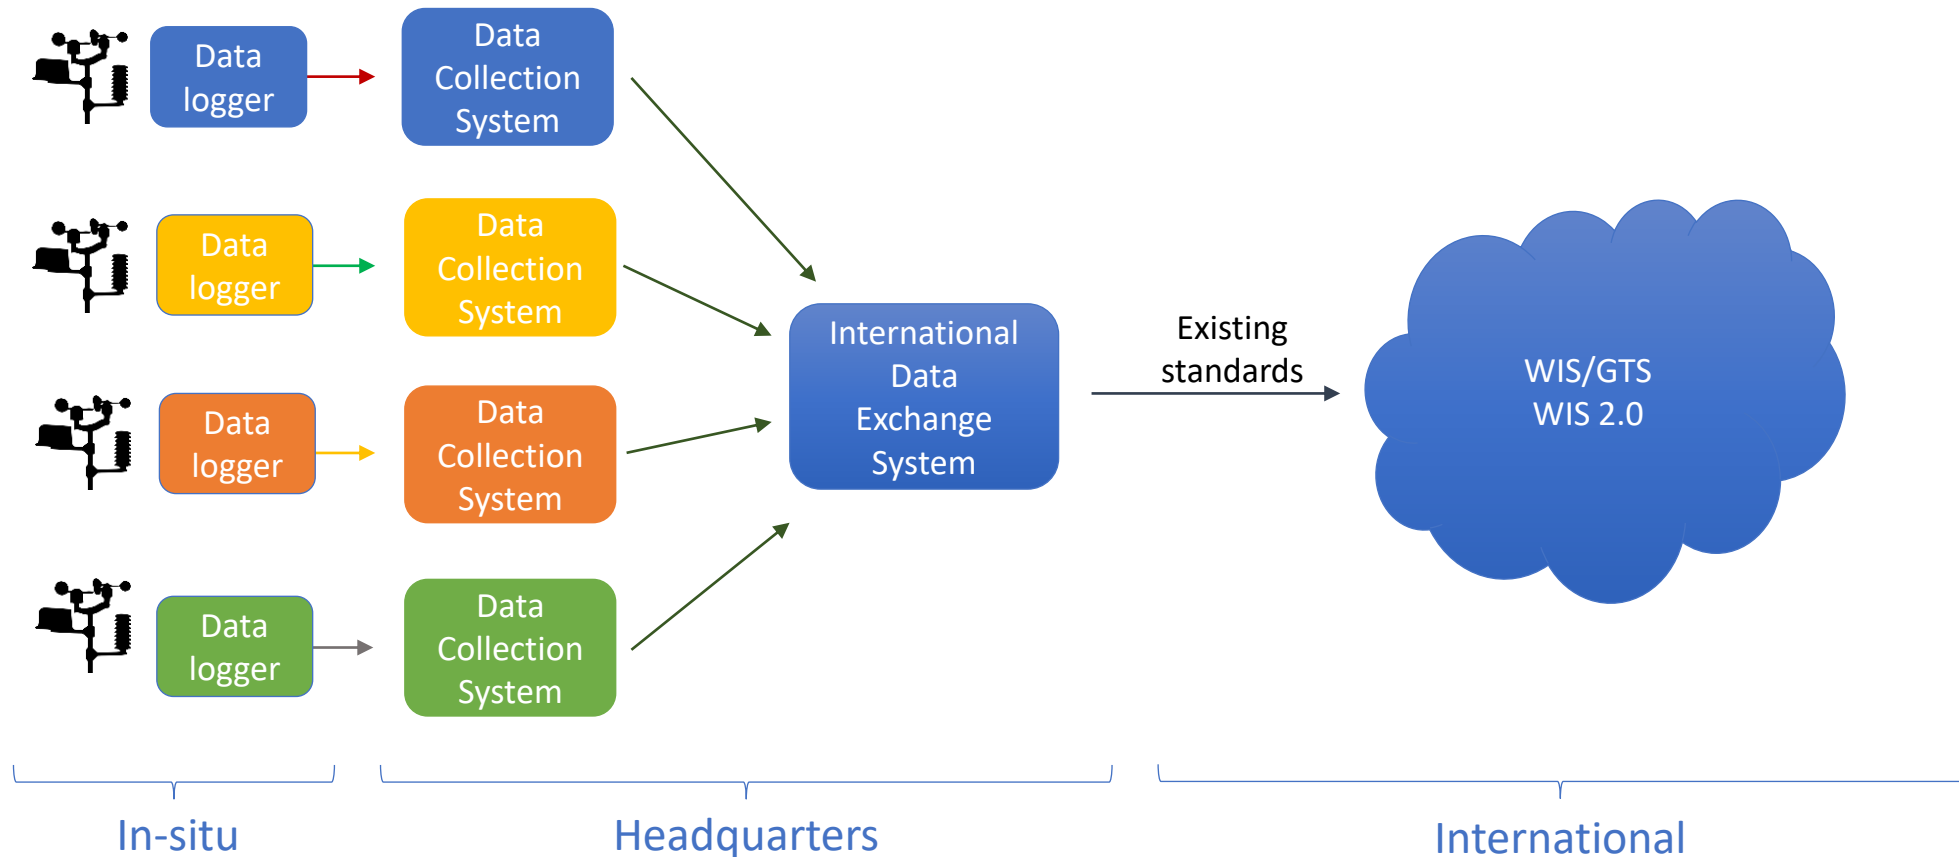 Data
logger
Data
Collection
System
Data
logger
Data
Collection
System
Data
logger
Data
Collection
System
Data
logger
Data
Collection
System
International
Data
Exchange
System
Existing
standards
WIS/GTS
WIS 2.0
In-situ
Headquarters
International